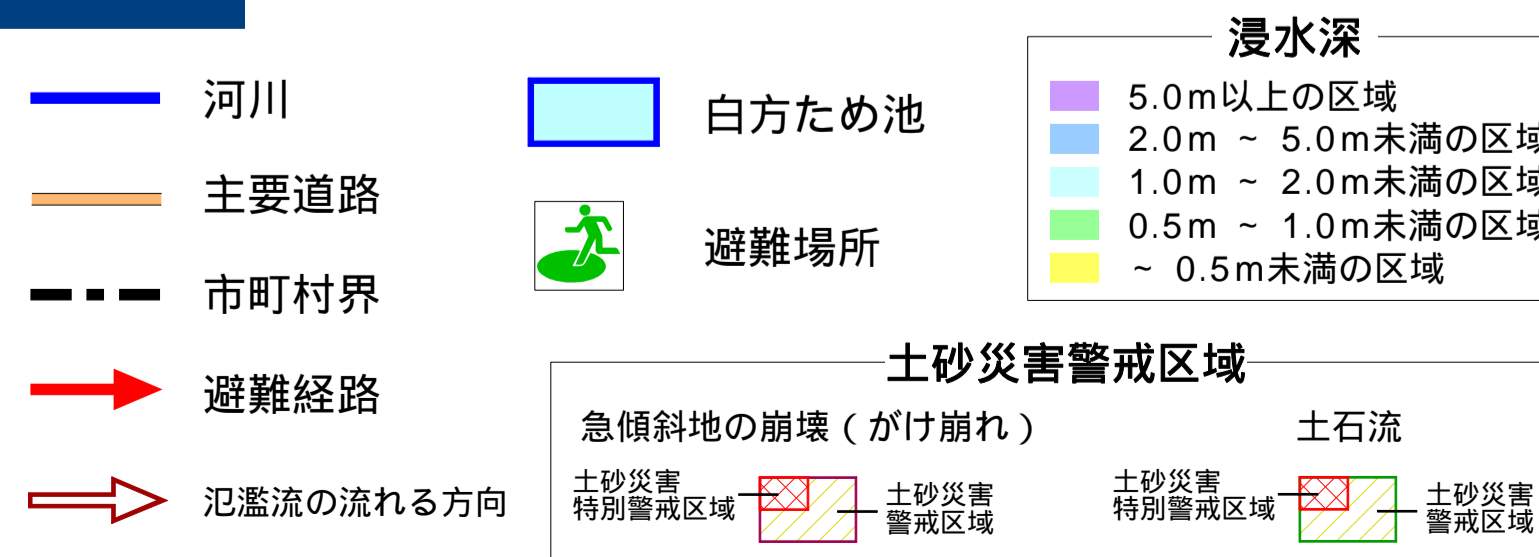 河川
主要道路
市町村界
避難経路
氾濫流の流れる方向
白方ため池
避難場所
浸水深
5.0m以上の区域
2.0m ~ 5.0m未満の区域
1.0m ~ 2.0m未満の区域
0.5m ~ 1.0m未満の区域
~ 0.5m未満の区域
土砂災害警戒区域
急傾斜地の崩壊(がけ崩れ)
土砂災害
特別警戒区域
土砂災害
警戒区域
土石流
土砂災害
特別警戒区域
土砂災害
警戒区域